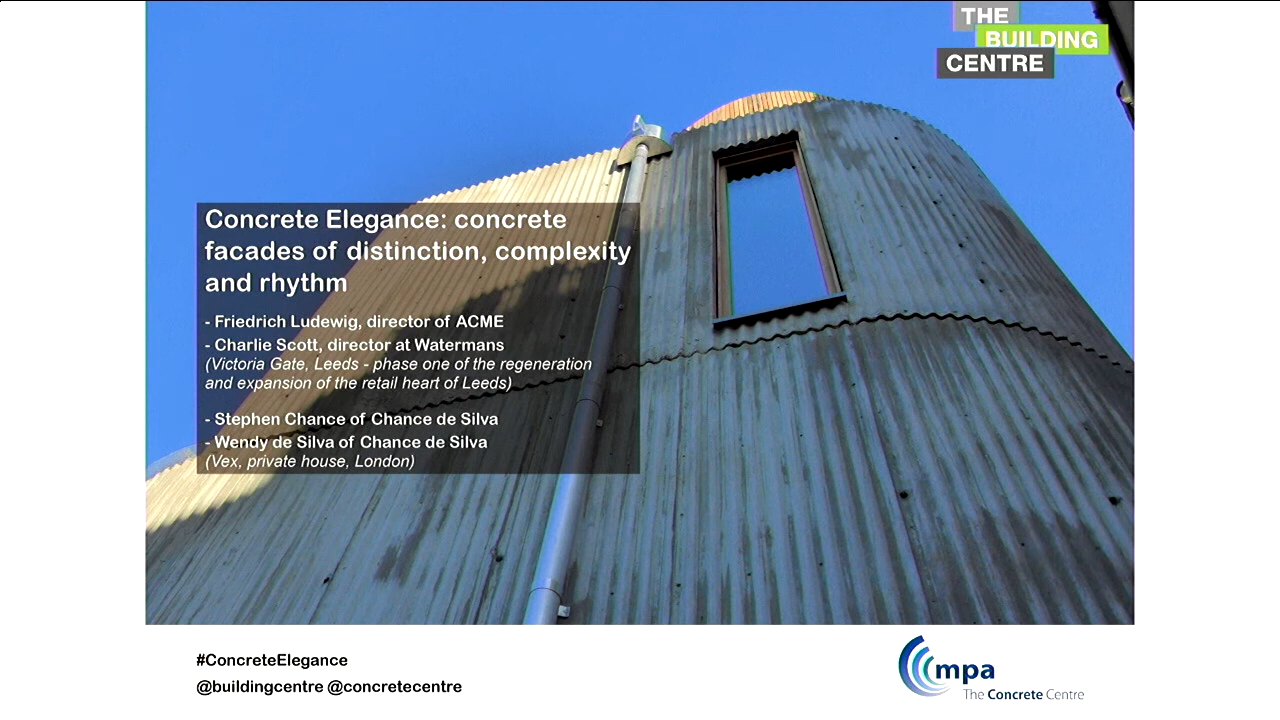 THE
BUILDING
CENTRE
Concrete Elegance: concrete
facades of distinction, complexity
and rhythm
- Friedrich Ludewig, director of ACME
- Charlie Scott, director at Watermans
(Victoria Gate, Leeds - phase one of the regeneration
and expansion of the retail heart of Leeds)
- Stephen Chance of Chance de Silva
- Wendy de Silva of Chance de Silva
(Vex, private house, London)
#ConcreteElegance
@buildingcentre @concretecentre
mpa
The Concrete Centre